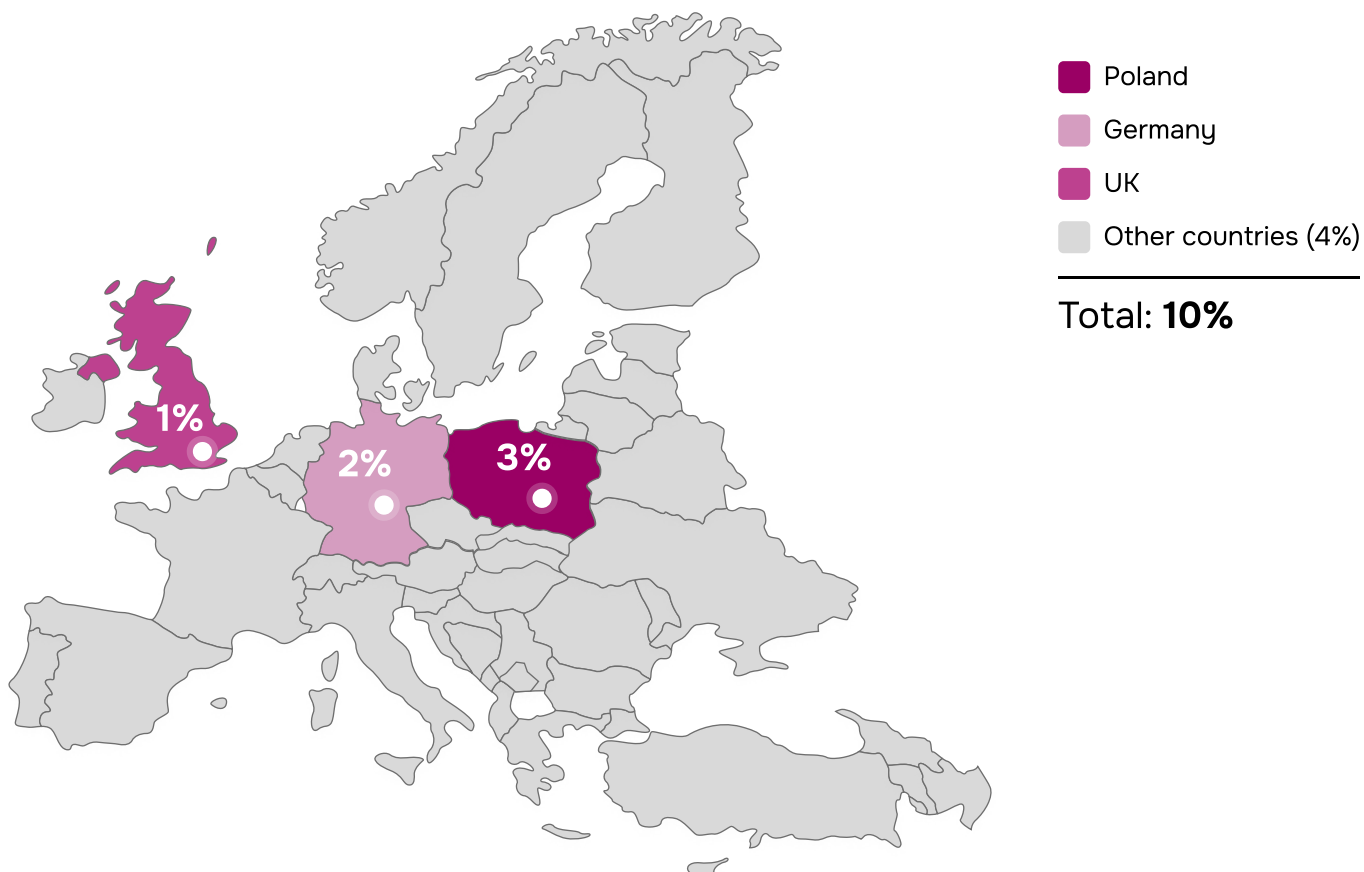 Poland
Germany
UK
Other countries (4%)
Total: 10%
1%
2%
3%